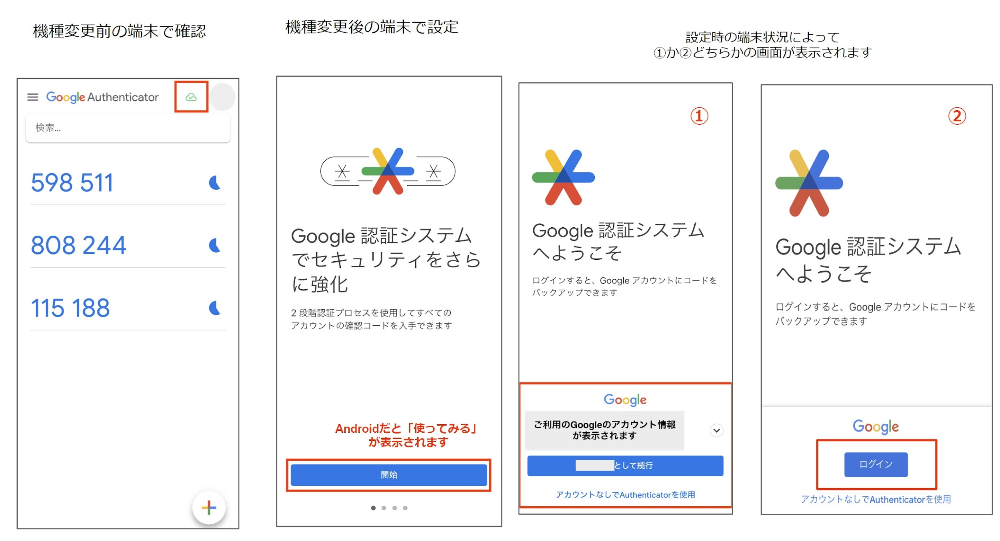 機種変更前の端末で確認
Google Authenticator
検索...
598 511
808 244
115 188
機種変更後の端末で設定
Google 認証システム
でセキュリティをさら
に強化
2 段階認証プロセスを使用してすべての
アカウントの確認コードを入手できます
Androidだと「使ってみる」
が表示されます
開始
設定時の端末状況によって
①か②どちらかの画面が表示されます
①
Google 認証システム
へようこそ
ログインすると、Google アカウントにコードを
バックアップできます
Google
ご利用のGoogleのアカウント情報
が表示されます
として続行
アカウントなしでAuthenticatorを使用
②
Google 認証システム
へようこそ
ログインすると、Google アカウントにコードを
バックアップできます
Google
ログイン
アカウントなしでAuthenticatorを使用